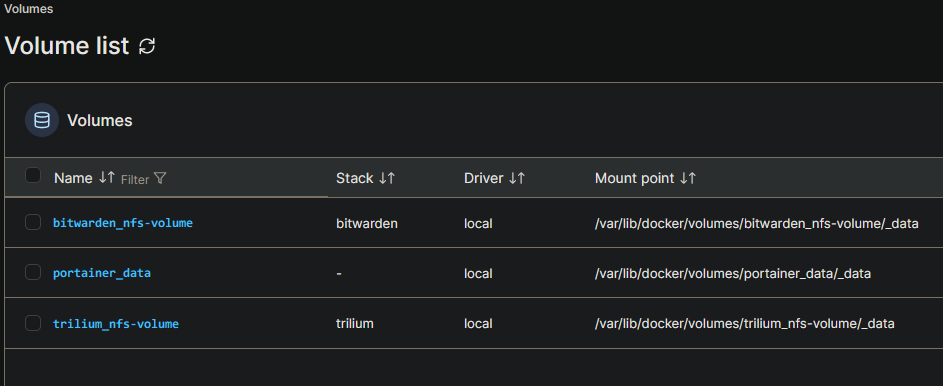 Volumes
Volume list
Volumes
Name Filter Stack Driver Mount point
bitwarden_nfs-volume bitwarden local /var/lib/docker/volumes/bitwarden_nfs-volume/_data
portainer_data - local /var/lib/docker/volumes/portainer_data/_data
trilium_nfs-volume trilium local /var/lib/docker/volumes/trilium_nfs-volume/_data